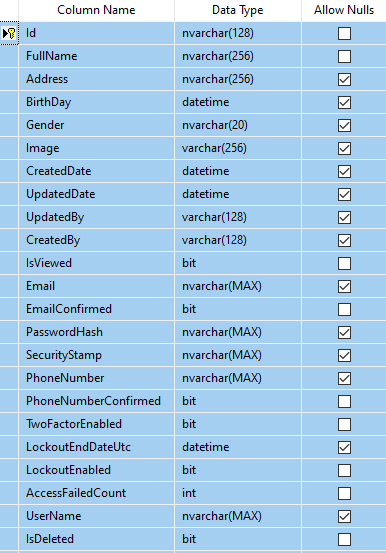 Column Name Data Type Allow Nulls
Id nvarchar(128)
FullName nvarchar(256)
Address nvarchar(256)
BirthDay datetime
Gender nvarchar(20)
Image varchar(256)
CreatedDate datetime
UpdatedDate datetime
UpdatedBy varchar(128)
CreatedBy varchar(128)
IsViewed bit
Email nvarchar(MAX)
EmailConfirmed bit
PasswordHash nvarchar(MAX)
SecurityStamp nvarchar(MAX)
PhoneNumber nvarchar(MAX)
PhoneNumberConfirmed bit
TwoFactorEnabled bit
LockoutEndDateUtc datetime
LockoutEnabled bit
AccessFailedCount int
UserName nvarchar(MAX)
IsDeleted bit